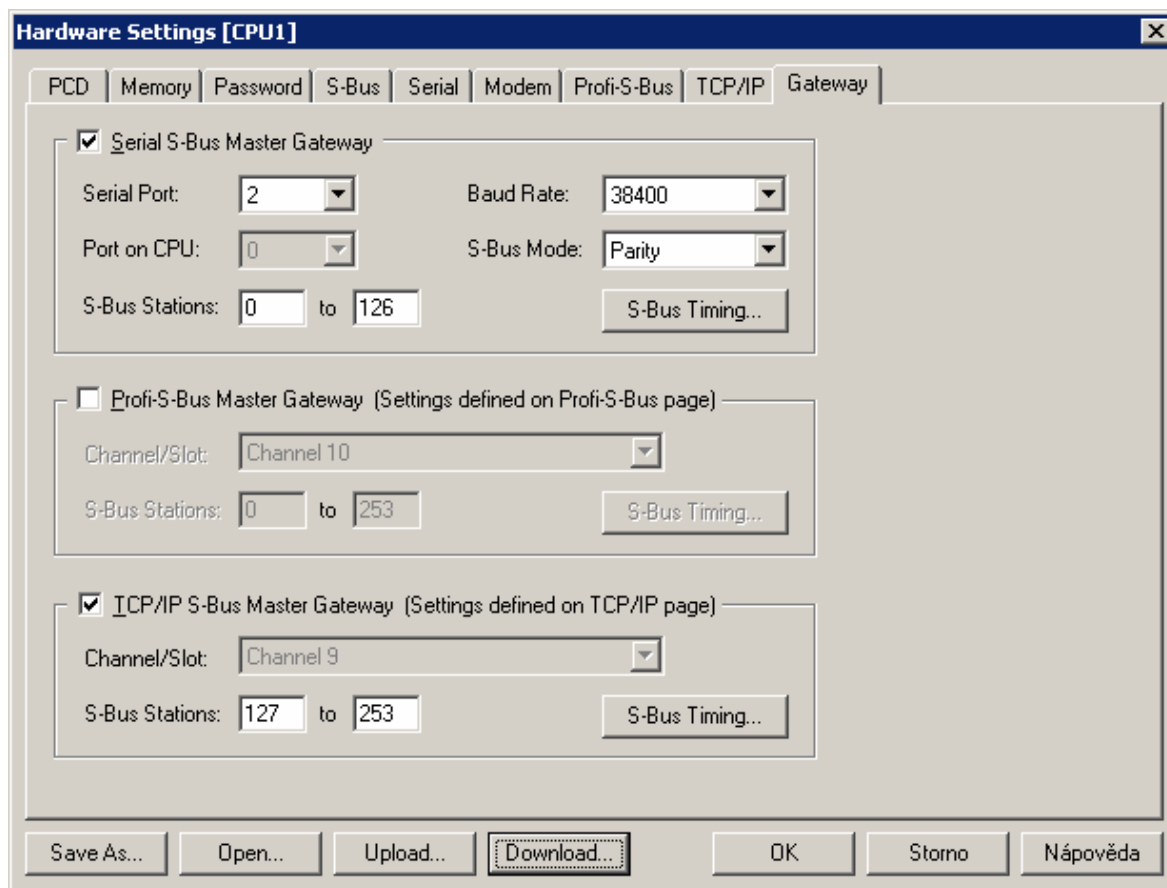 Hardware Settings [CPU1]
PCD Memory Password S-Bus Serial Modem Profi-S-Bus TCP/IP Gateway
Serial S-Bus Master Gateway
Serial Port: 2 Baud Rate: 38400
Port on CPU: 0 S-Bus Mode: Parity
S-Bus Stations: 0 to 126 S-Bus Timing...
Profi-S-Bus Master Gateway (Settings defined on Profi-S-Bus page)
Channel/Slot: Channel 10
S-Bus Stations: 0 to 253 S-Bus Timing...
TCP/IP S-Bus Master Gateway (Settings defined on TCP/IP page)
Channel/Slot: Channel 9
S-Bus Stations: 127 to 253 S-Bus Timing...
Save As... Open... Upload... Download... OK Storno Nápověda